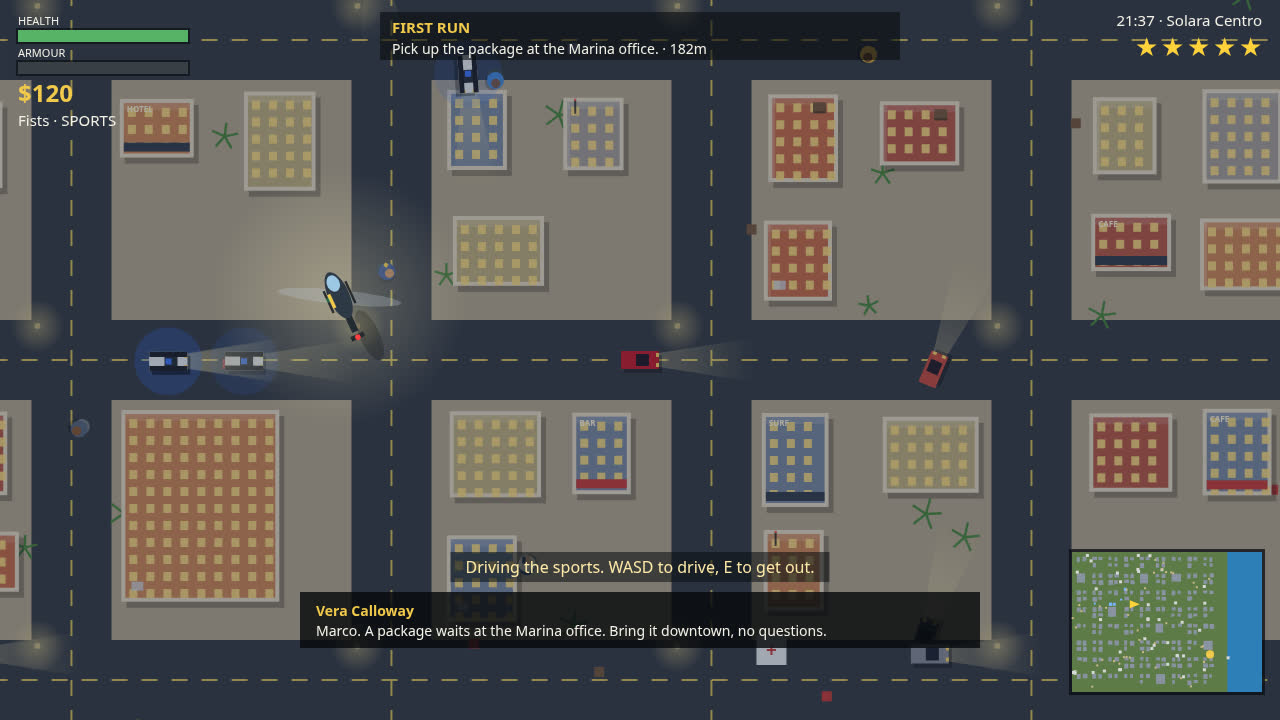 HEALTH
ARMOUR
$120
Fists · SPORTS
FIRST RUN
Pick up the package at the Marina office. · 182m
21:37 · Solara Centro
HOTEL
CAFE
BAR
SURF
CAFE
Driving the sports. WASD to drive, E to get out.
Vera Calloway
Marco. A package waits at the Marina office. Bring it downtown, no questions.